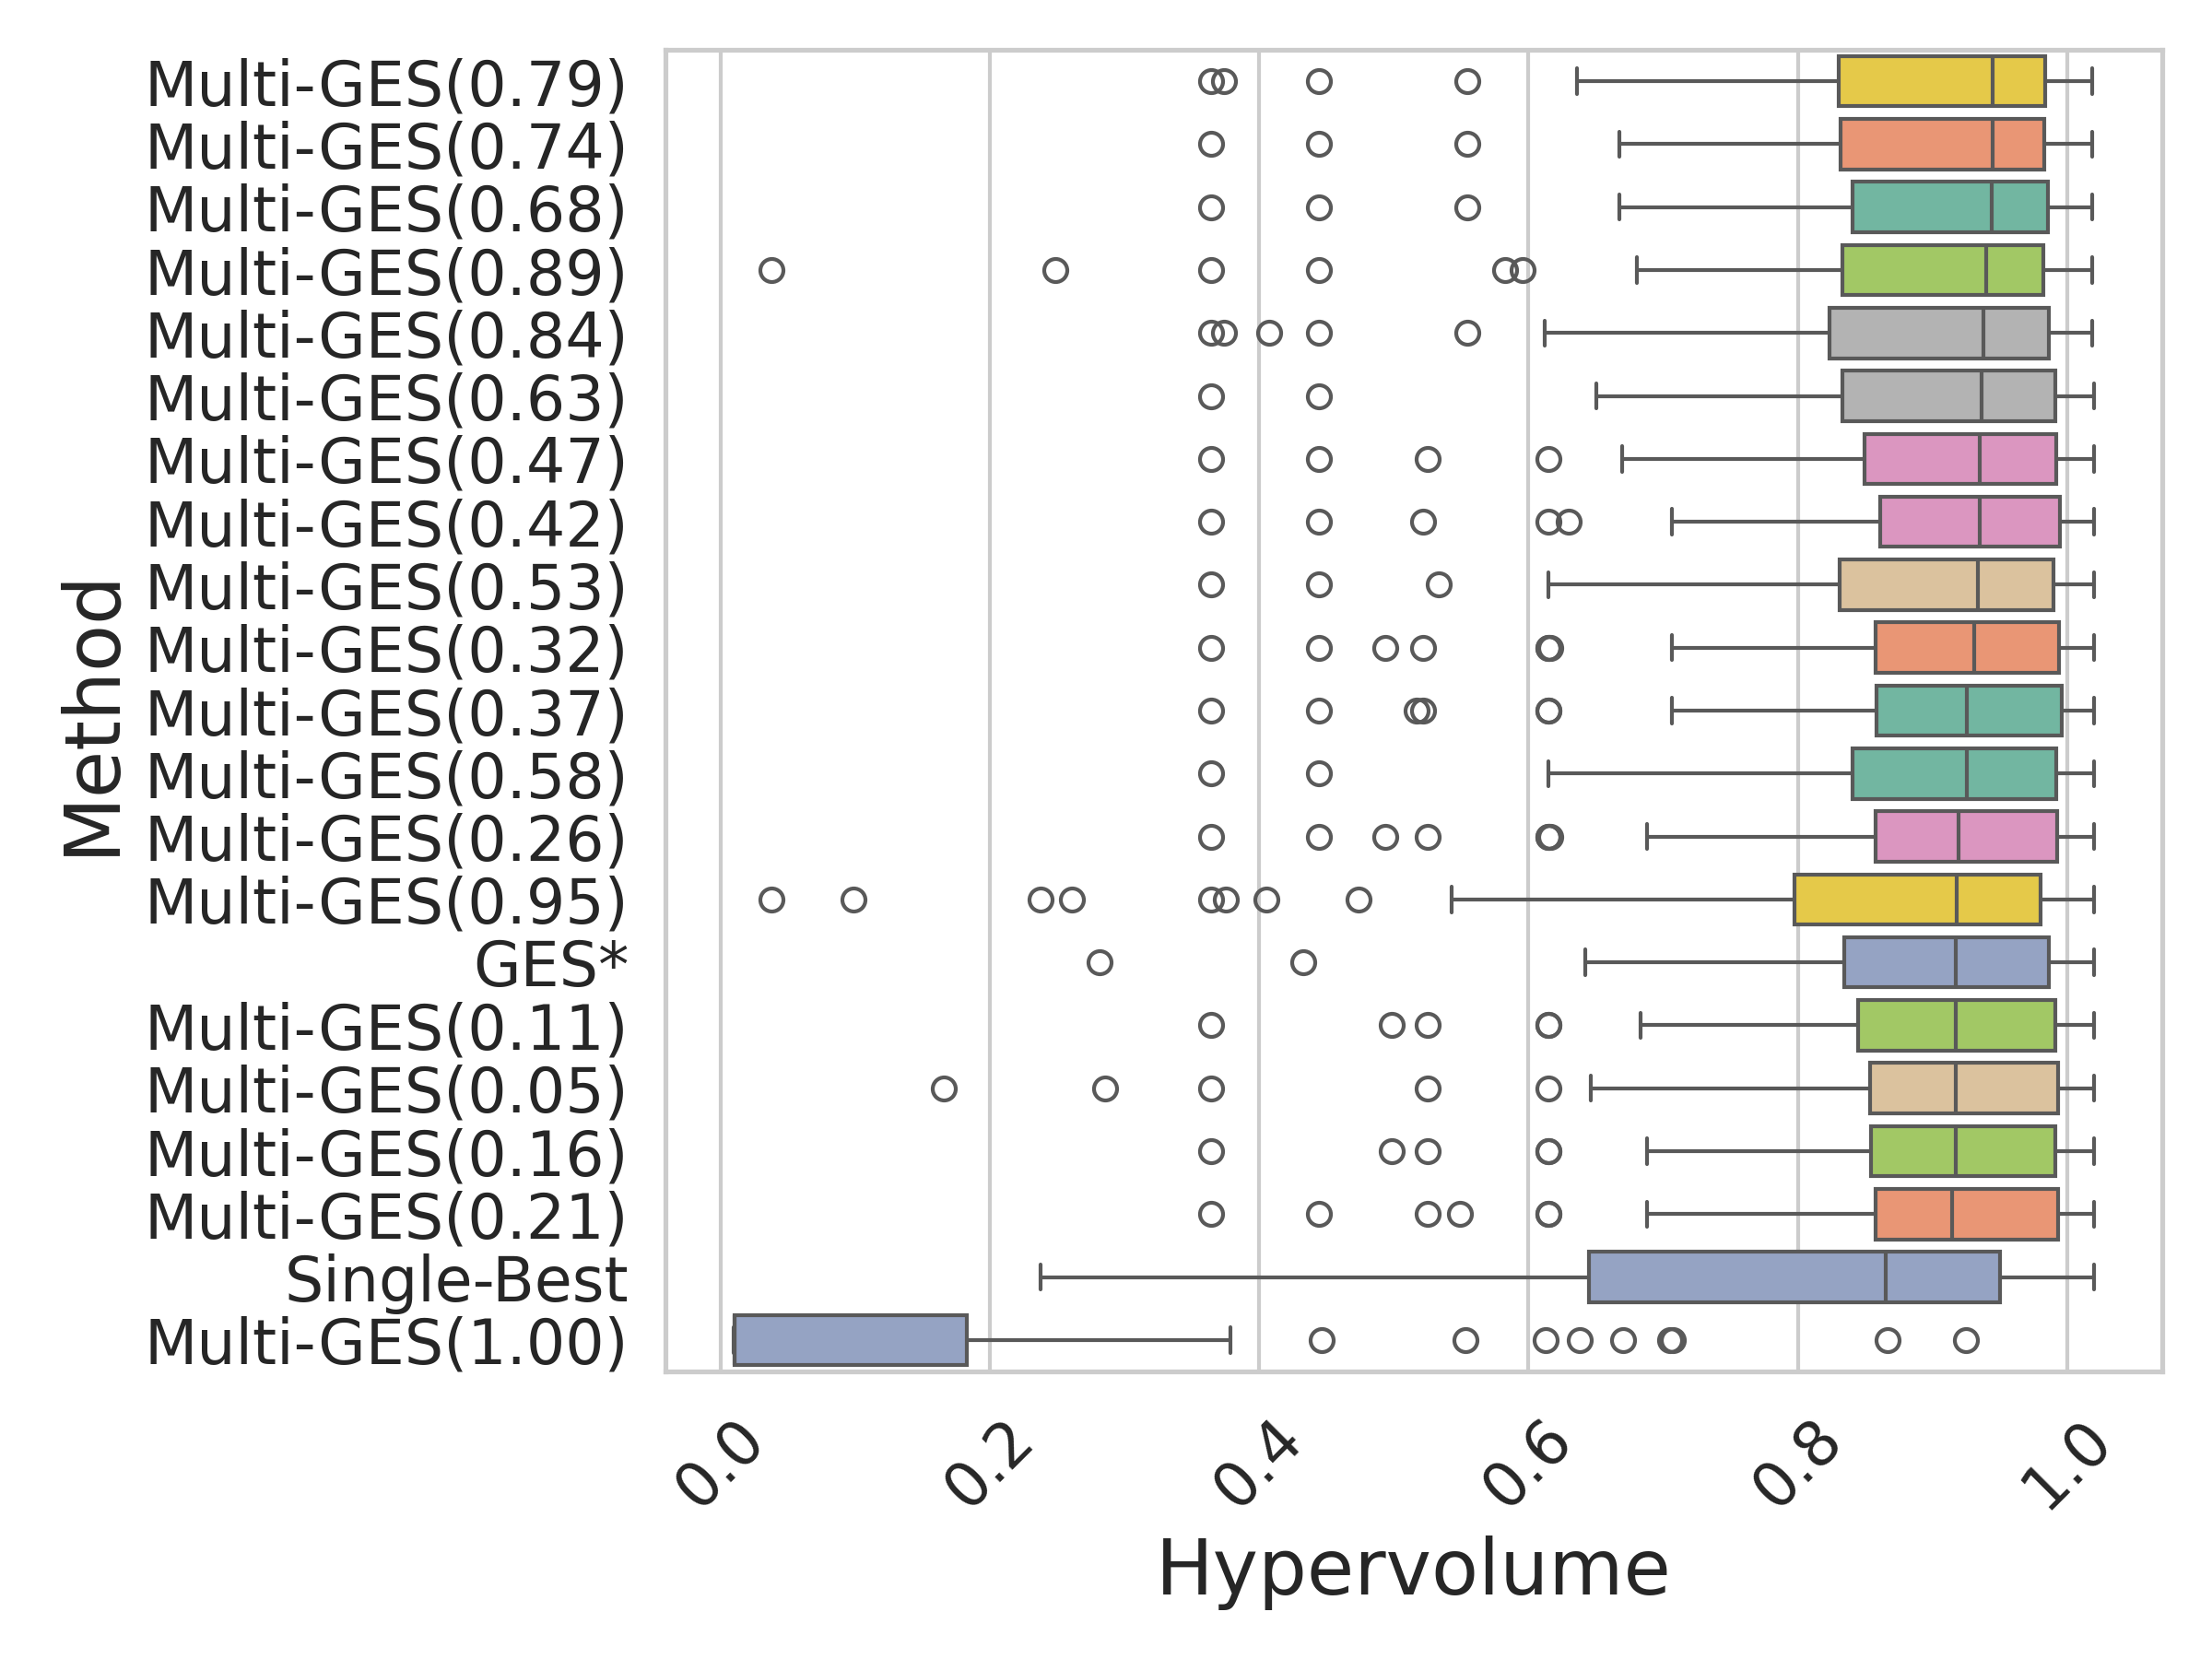 Method
Multi-GES(0.79)
Multi-GES(0.74)
Multi-GES(0.68)
Multi-GES(0.89)
Multi-GES(0.84)
Multi-GES(0.63)
Multi-GES(0.47)
Multi-GES(0.42)
Multi-GES(0.53)
Multi-GES(0.32)
Multi-GES(0.37)
Multi-GES(0.58)
Multi-GES(0.26)
Multi-GES(0.95)
GES*
Multi-GES(0.11)
Multi-GES(0.05)
Multi-GES(0.16)
Multi-GES(0.21)
Single-Best
Multi-GES(1.00)
0.0 0.2 0.4 0.6 0.8 1.0
Hypervolume